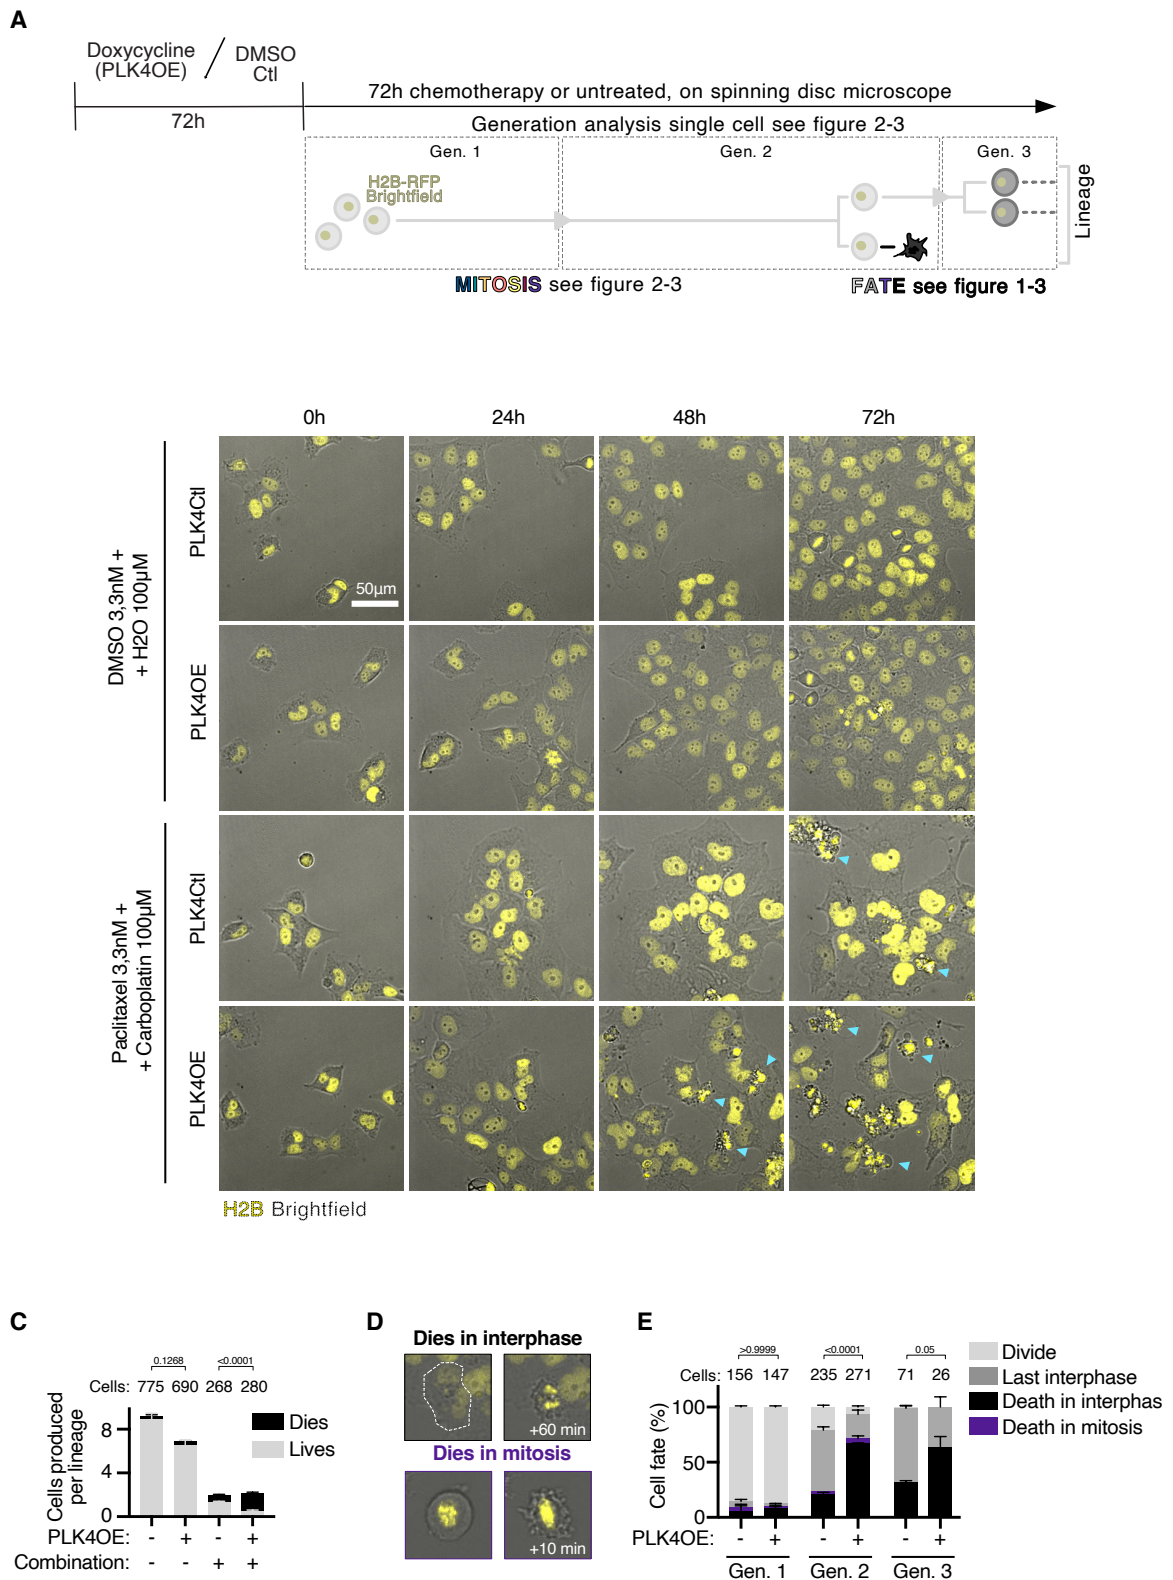 A
Doxycycline
(PLK4OE)
DMSO
Ctl
72h
72h chemotherapy or untreated, on spinning disc microscope
Generation analysis single cell see figure 2-3
Gen. 1
Gen. 2
Gen. 3
H2B-RFP
Brightfield
Lineage
MITOSIS see figure 2-3
FATE see figure 1-3
0h
24h
48h
72h
DMSO 3,3nM +
+ H2O 100µM
PLK4Ctl
50µm
PLK4OE
Paclitaxel 3,3nM +
+ Carboplatin 100µM
PLK4Ctl
PLK4OE
H2B Brightfield
C
0.1268
<0.0001
Cells: 775 690 268 280
Cells produced
per lineage
8
4
0
Dies
Lives
PLK4OE: - + - +
Combination: - - + +
D
Dies in interphase
+60 min
Dies in mitosis
+10 min
E
>0.9999
<0.0001
0.05
Cells: 156 147 235 271 71 26
Cell fate (%)
100
50
0
Divide
Last interphase
Death in interphas
Death in mitosis
PLK4OE: - + - + - +
Gen. 1
Gen. 2
Gen. 3